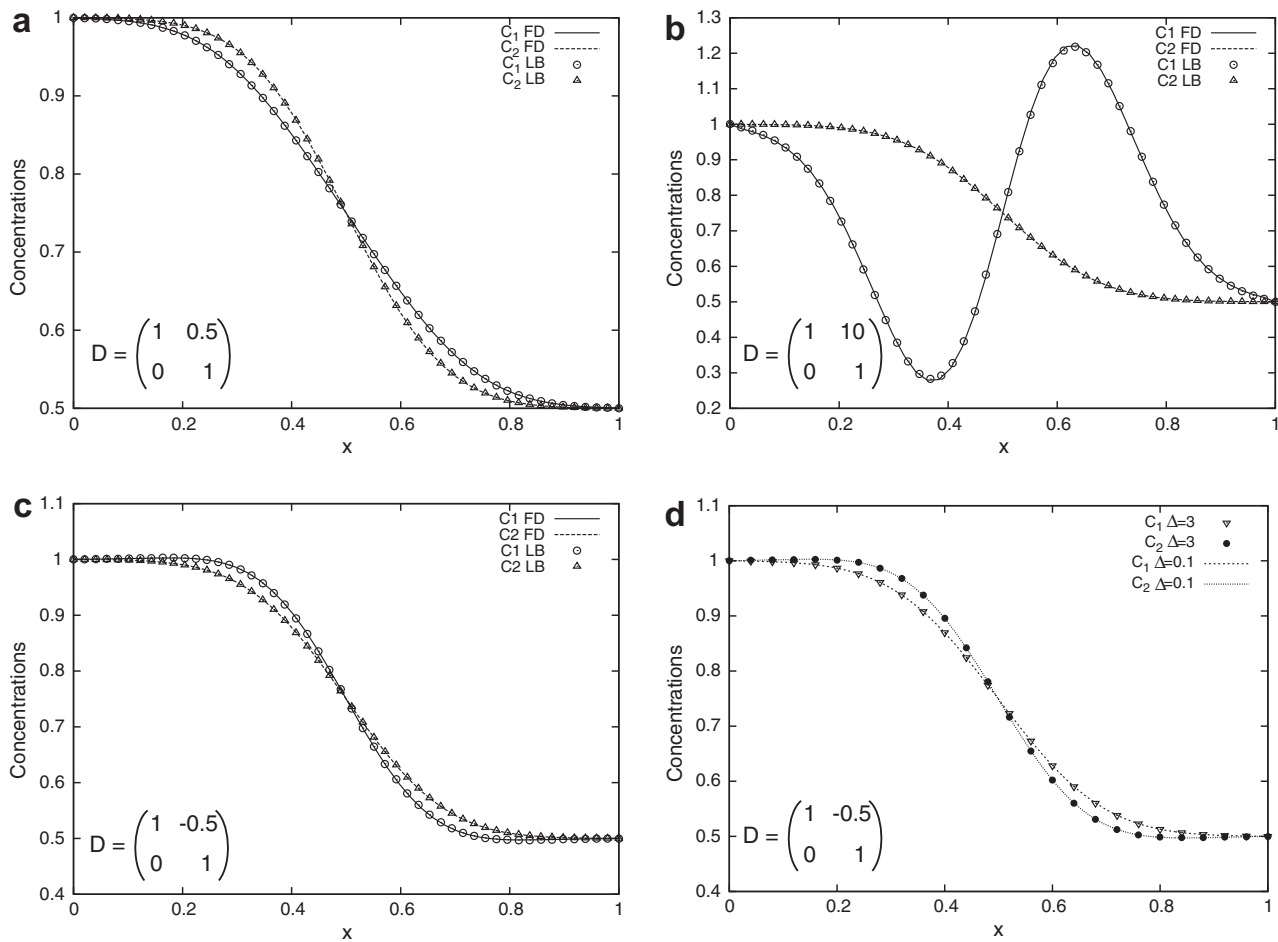 a
C1 FD
C2 FD
C1 LB
C2 LB
Concentrations
1
0.9
0.8
0.7
0.6
0.5
D = (1 0.5
0 1)
0 0.2 0.4 0.6 0.8 1
x
b
C1 FD
C2 FD
C1 LB
C2 LB
Concentrations
1.3
1.2
1.1
1
0.9
0.8
0.7
0.6
0.5
0.4
0.3
0.2
D = (1 10
0 1)
0 0.2 0.4 0.6 0.8 1
x
c
C1 FD
C2 FD
C1 LB
C2 LB
Concentrations
1.1
1
0.9
0.8
0.7
0.6
0.5
0.4
D = (1 -0.5
0 1)
0 0.2 0.4 0.6 0.8 1
x
d
C1 Δ=3
C2 Δ=3
C1 Δ=0.1
C2 Δ=0.1
Concentrations
1.1
1
0.9
0.8
0.7
0.6
0.5
0.4
D = (1 -0.5
0 1)
0 0.2 0.4 0.6 0.8 1
x